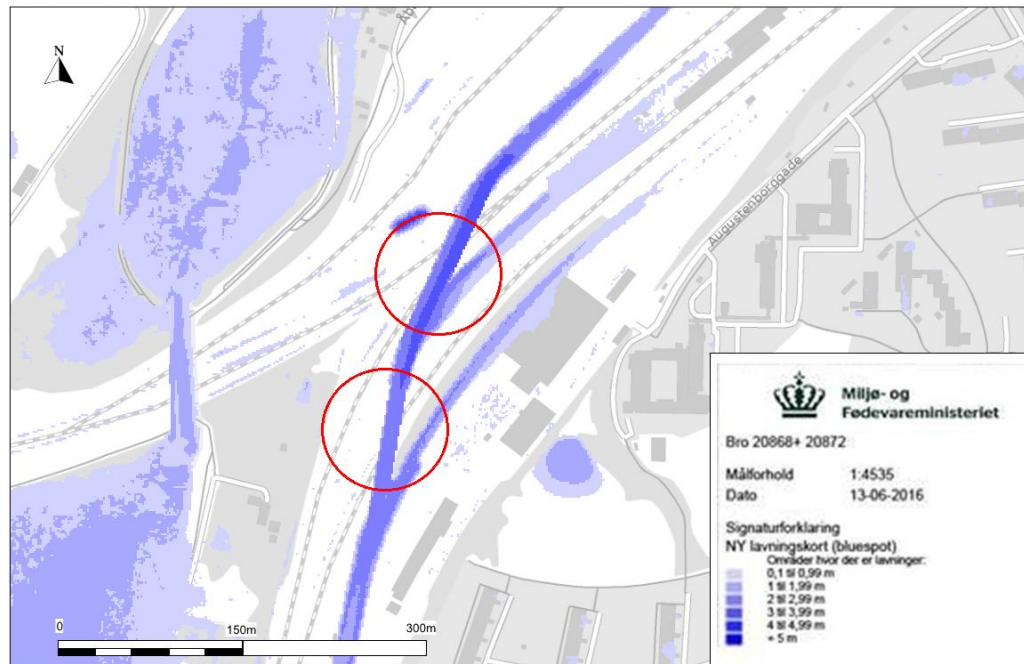 N
Åb
Augustenborggade
0
150m
300m
Miljø- og
Fødevareministeriet
Bro 20868+ 20872
Målforhold 1:4535
Dato 13-06-2016
Signaturforklaring
NY lavningskort (bluespot)
Områder hvor der er lavninger:
0,1 til 0,99 m
1 til 1,99 m
2 til 2,99 m
3 til 3,99 m
4 til 4,99 m
+ 5 m